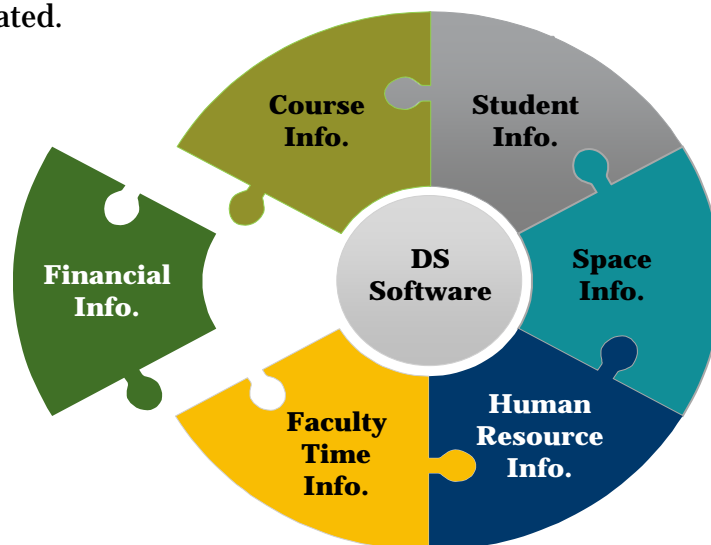 ated.
Course
Info.
Student
Info.
Financial
Info.
DS
Software
Space
Info.
Faculty
Time
Info.
Human
Resource
Info.